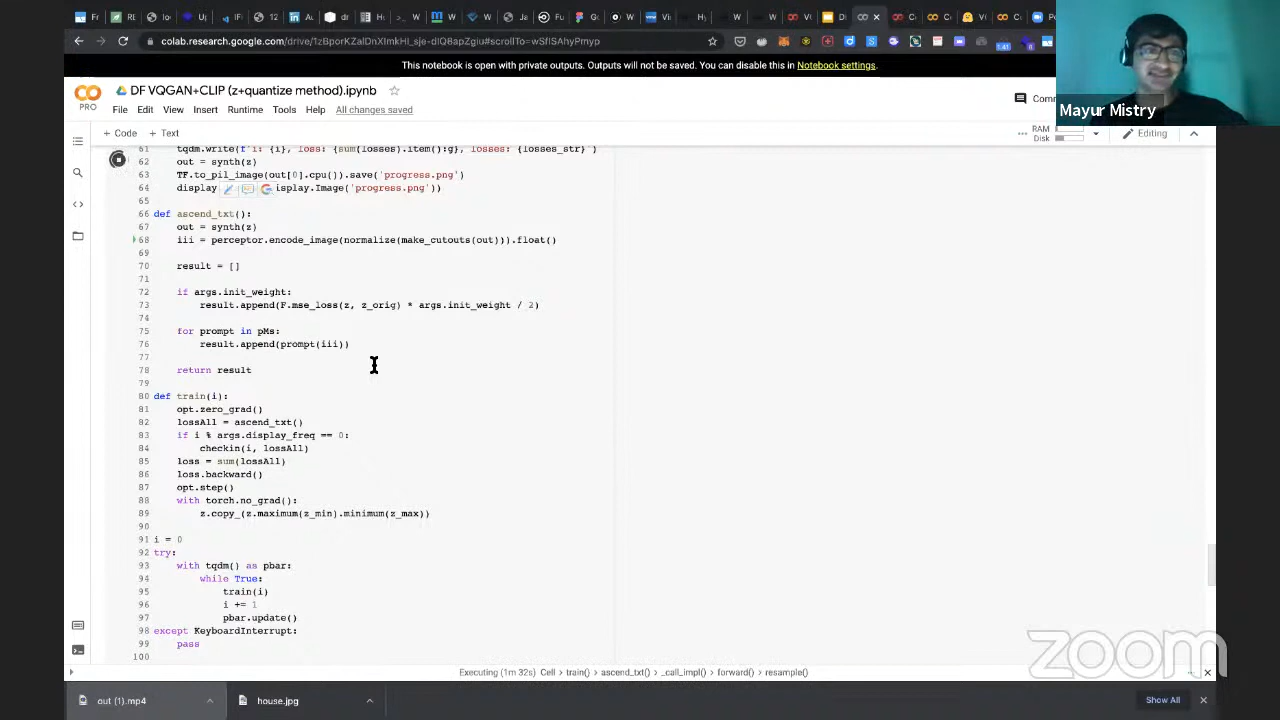 colab.research.google.com/drive/1zBporKZalDnXImkHI_sje-dIQ8apZgiu#scrollTo=wSfISAhyPmyp
1.41
This notebook is open with private outputs. Outputs will not be saved. You can disable this in Notebook settings.
PRO
DF VQGAN+CLIP (z+quantize method).ipynb
File Edit View Insert Runtime Tools Help All changes saved
Mayur Mistry
+ Code + Text
RAM
Disk
Editing
61 tqdm.write(f'i: {i}, loss: {sum(losses).item():g}, losses: {losses_str}')
62 out = synth(z)
63 TF.to_pil_image(out[0].cpu()).save('progress.png')
64 display isplay.Image('progress.png'))
65
66 def ascend_txt():
67 out = synth(z)
68 iii = perceptor.encode_image(normalize(make_cutouts(out))).float()
69
70 result = []
71
72 if args.init_weight:
73 result.append(F.mse_loss(z, z_orig) * args.init_weight / 2)
74
75 for prompt in pMs:
76 result.append(prompt(iii))
77
78 return result
79
80 def train(i):
81 opt.zero_grad()
82 lossAll = ascend_txt()
83 if i % args.display_freq == 0:
84 checkin(i, lossAll)
85 loss = sum(lossAll)
86 loss.backward()
87 opt.step()
88 with torch.no_grad():
89 z.copy_(z.maximum(z_min).minimum(z_max))
90
91 i = 0
92 try:
93 with tqdm() as pbar:
94 while True:
95 train(i)
96 i += 1
97 pbar.update()
98 except KeyboardInterrupt:
99 pass
100
zoom
Executing (1m 32s) Cell > train() > ascend_txt() > _call_impl() > forward() > resample()
out (1).mp4
house.jpg
Show All